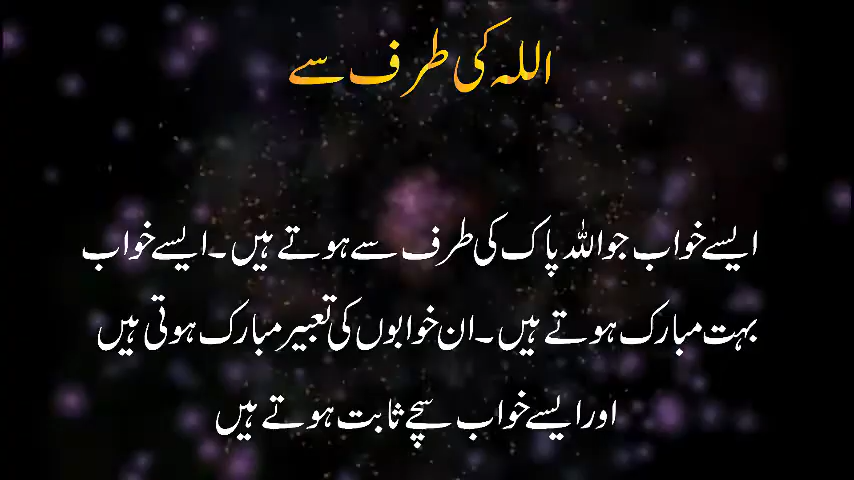 اللہ کی طرف سے
ایسے خواب جو اللہ پاک کی طرف سے ہوتے ہیں۔ ایسے خواب
بہت مبارک ہوتے ہیں۔ ان خوابوں کی تعبیر مبارک ہوتی ہیں
اور ایسے خواب سچے ثابت ہوتے ہیں